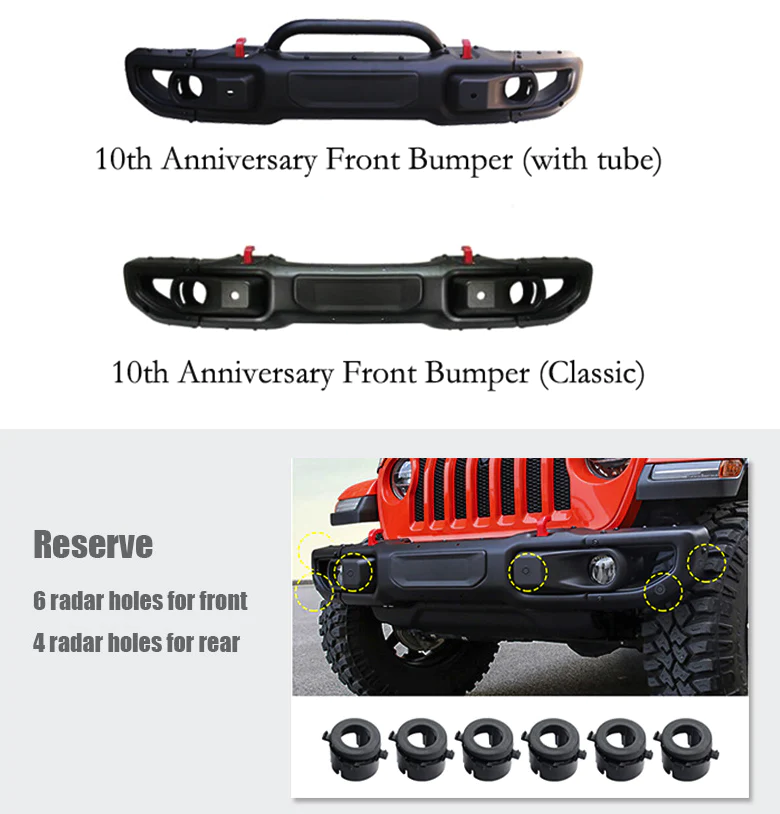 10th Anniversary Front Bumper (with tube)
10th Anniversary Front Bumper (Classic)
Reserve
6 radar holes for front
4 radar holes for rear